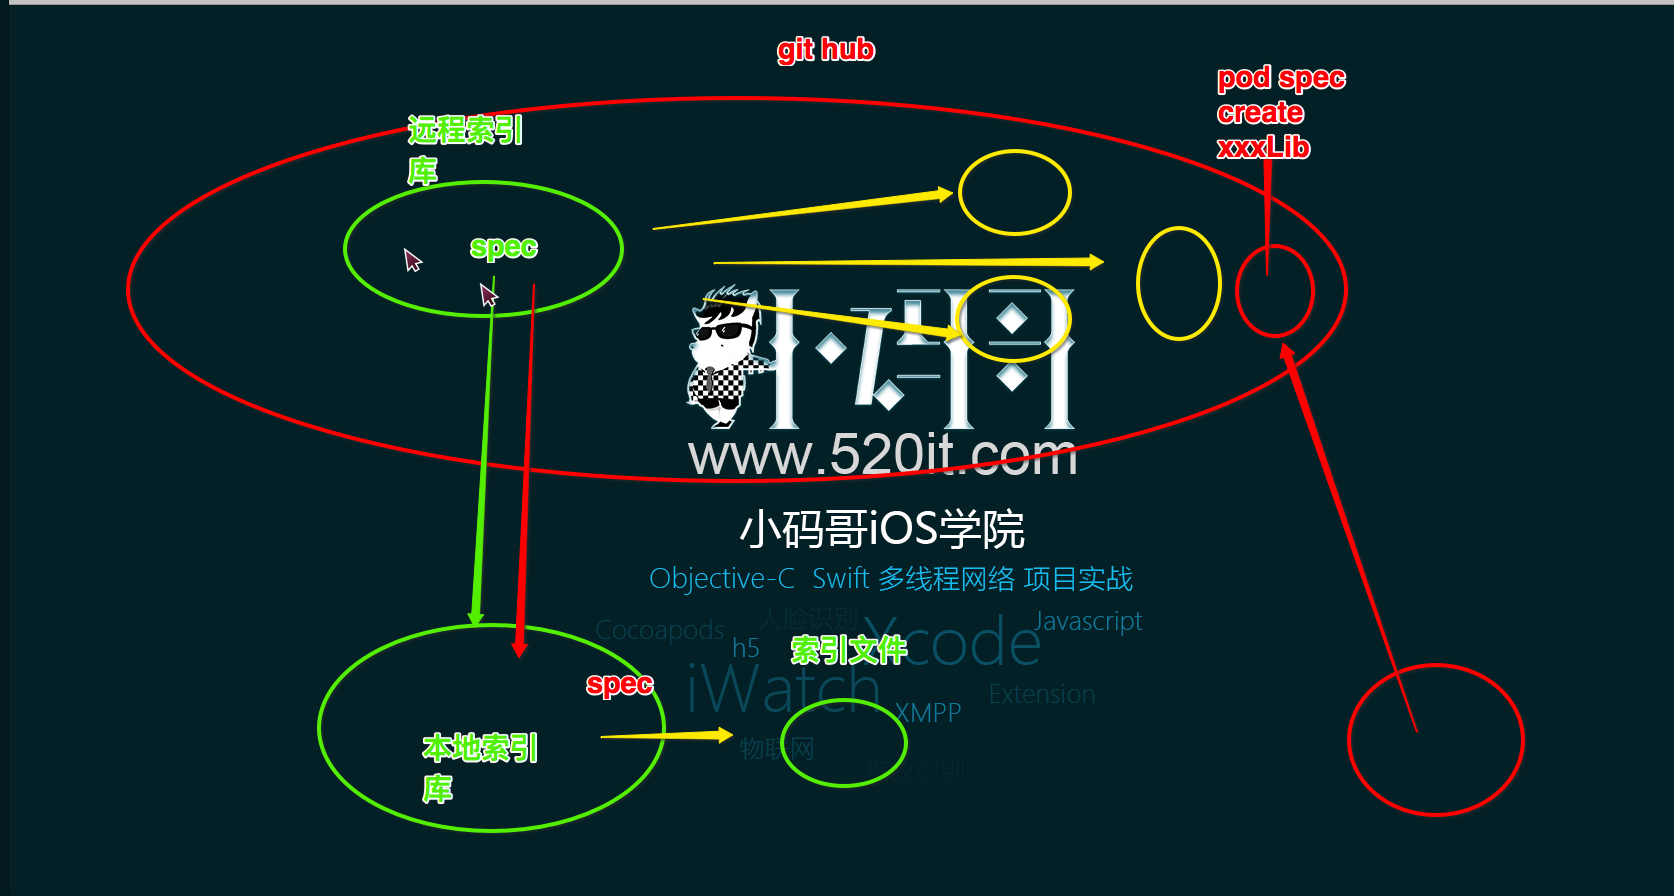 git hub
pod spec
create
xxxLib
远程索引
库
spec
小码哥
www.520it.com
小码哥iOS学院
Objective-C Swift 多线程网络 项目实战
人脸识别
Cocoapods
h5
Xcode
Javascript
索引文件
iWatch
spec
Extension
XMPP
本地索引
库
物联网